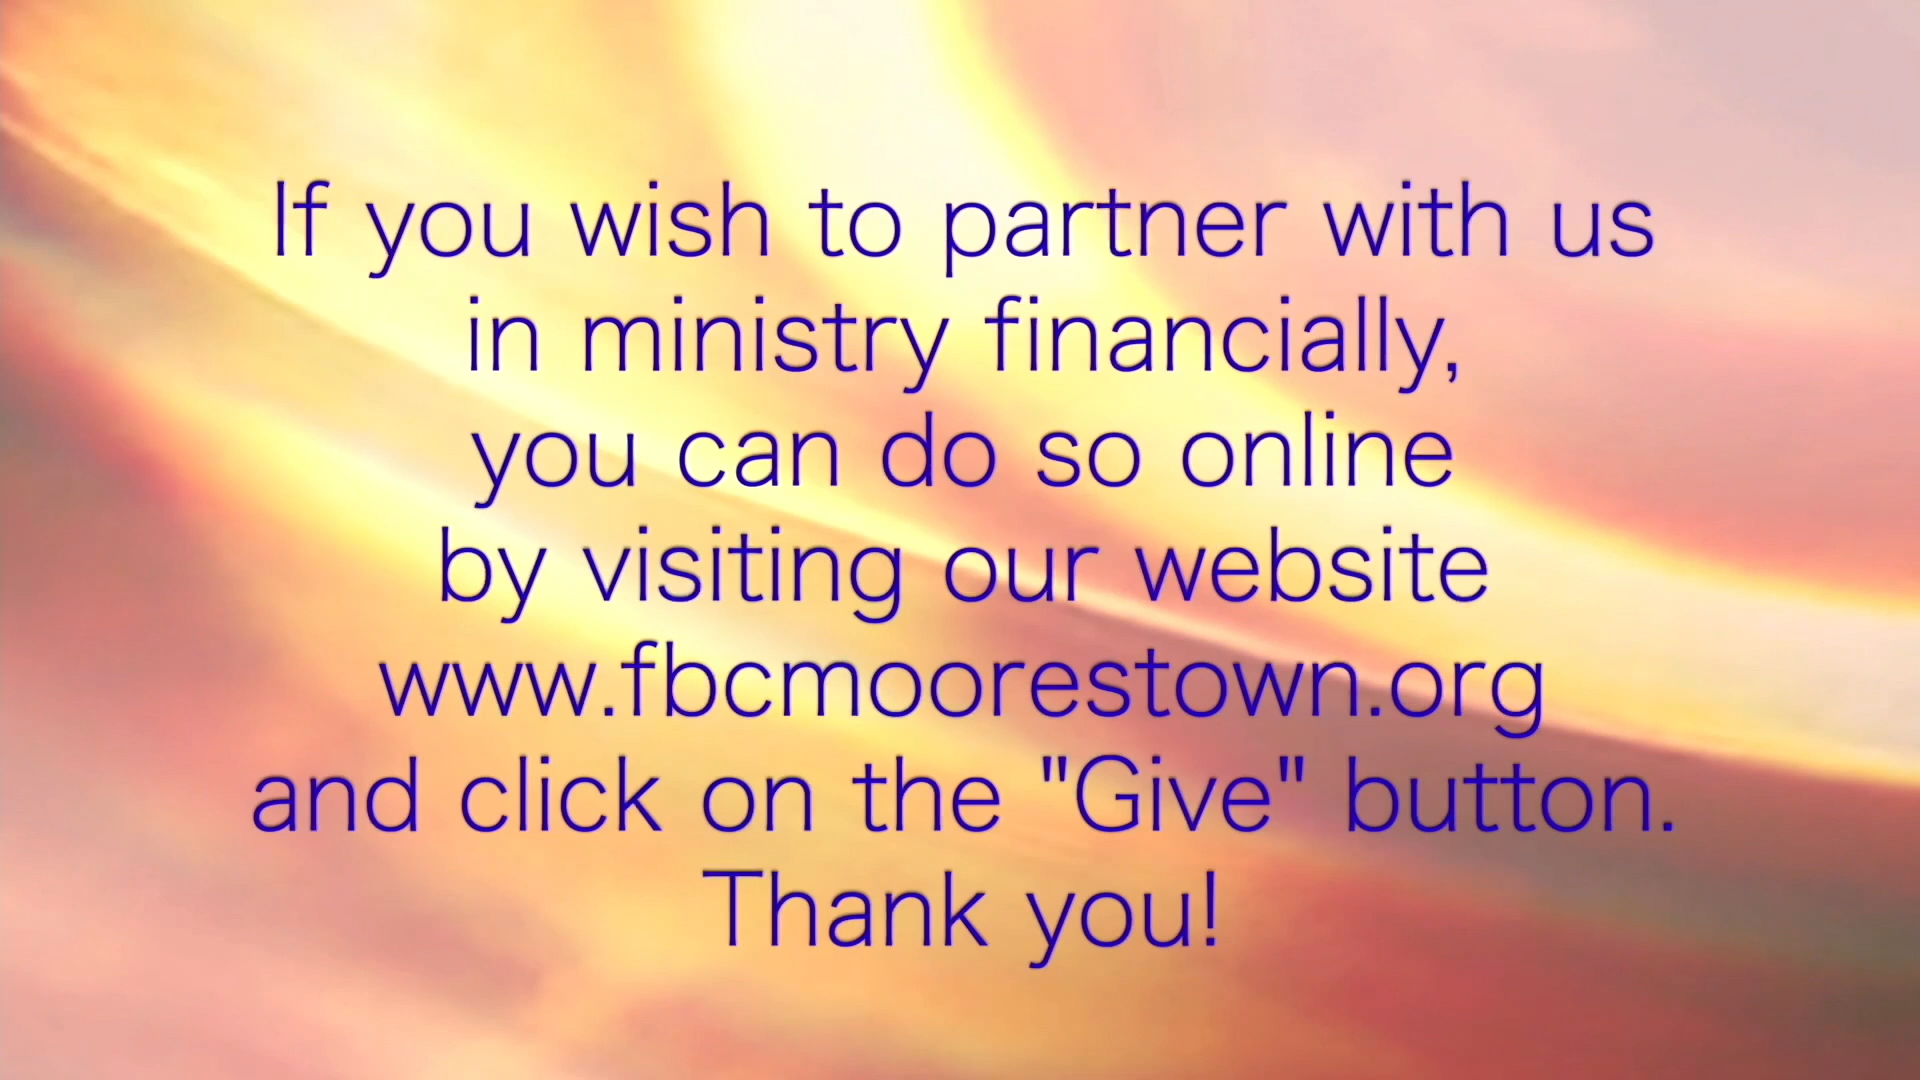 If you wish to partner with us
in ministry financially,
you can do so online
by visiting our website
www.fbcmoorestown.org
and click on the "Give" button.
Thank you!